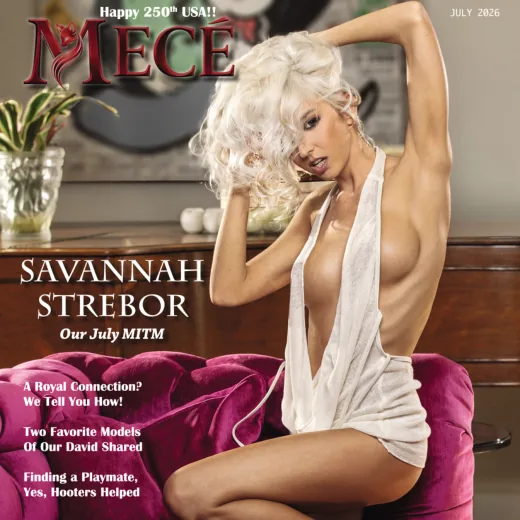 Happy 250th USA!!
JULY 2026
MECÉ
SAVANNAH
STREBOR
Our July MITM
A Royal Connection?
We Tell You How!
Two Favorite Models
Of Our David Shared
Finding a Playmate,
Yes, Hooters Helped